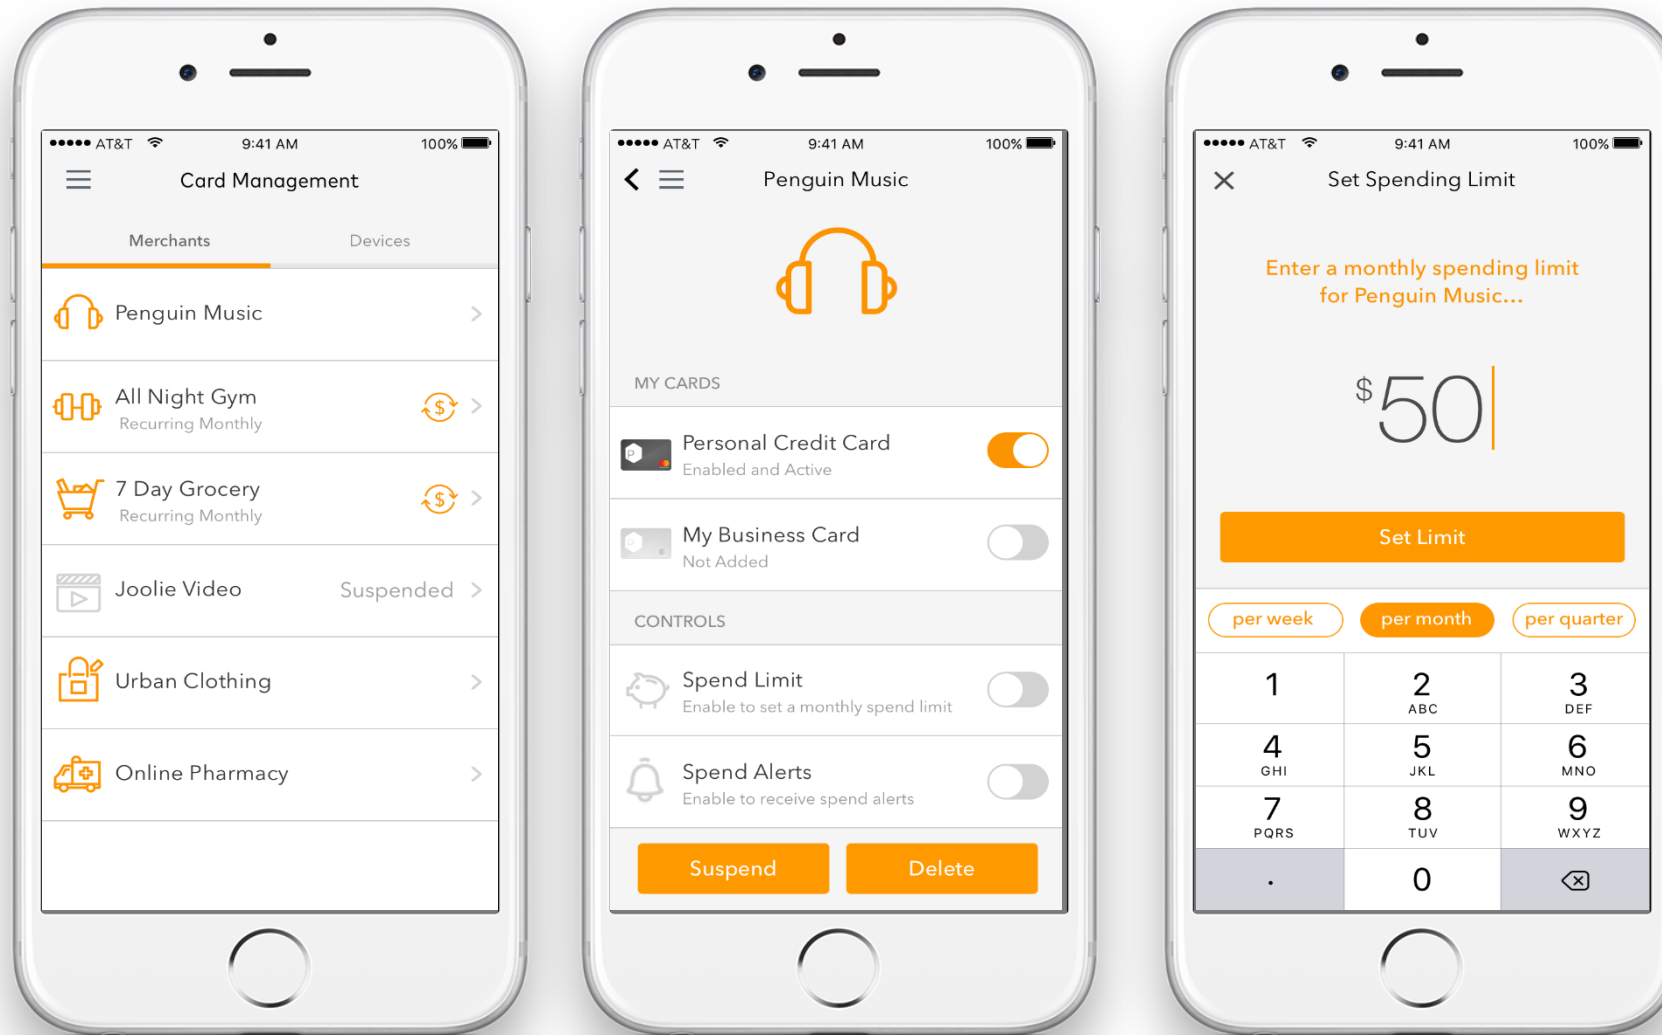 AT&T 9:41 AM 100%
Card Management
Merchants Devices
Penguin Music
All Night Gym
Recurring Monthly
$
7 Day Grocery
Recurring Monthly
$
Joolie Video Suspended
Urban Clothing
Online Pharmacy
AT&T 9:41 AM 100%
Penguin Music
MY CARDS
P
Personal Credit Card
Enabled and Active
P
My Business Card
Not Added
CONTROLS
Spend Limit
Enable to set a monthly spend limit
Spend Alerts
Enable to receive spend alerts
Suspend Delete
AT&T 9:41 AM 100%
Set Spending Limit
Enter a monthly spending limit
for Penguin Music...
$50
Set Limit
per week per month per quarter
1 2 3
ABC DEF
4 5 6
GHI JKL MNO
7 8 9
PQRS TUV WXYZ
. 0